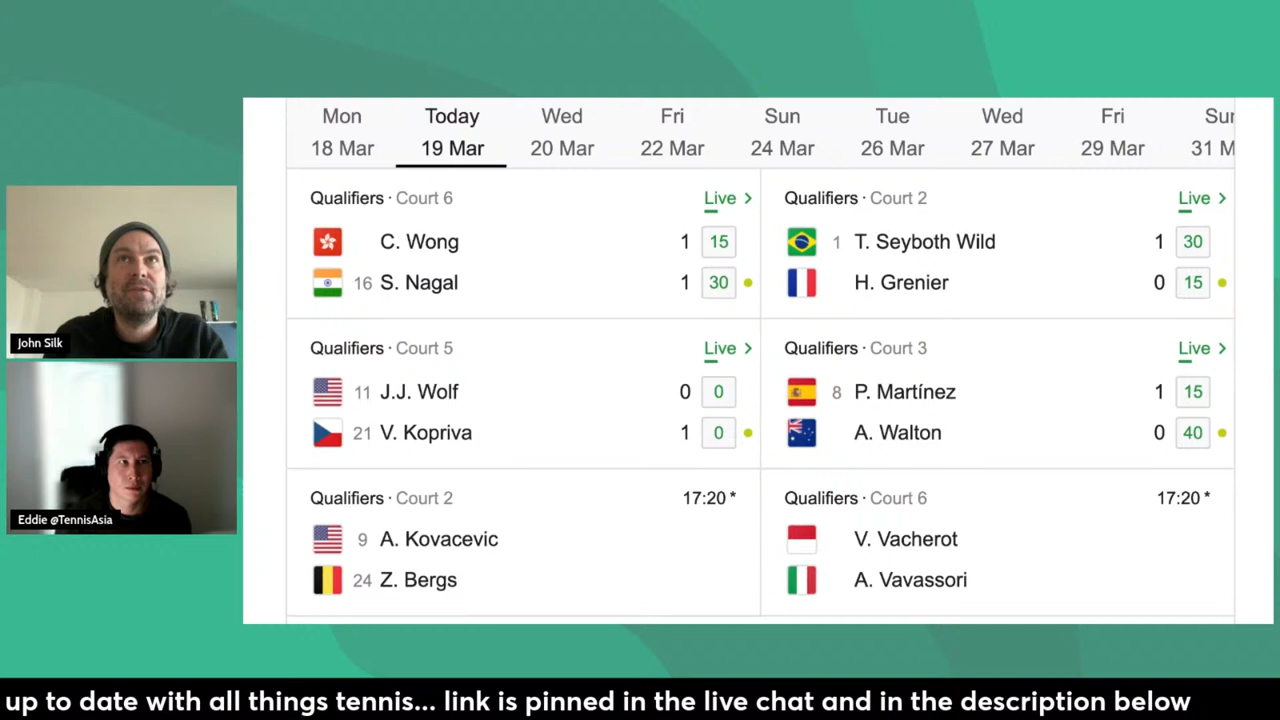 Mon Today Wed Fri Sun Tue Wed Fri Sun
18 Mar 19 Mar 20 Mar 22 Mar 24 Mar 26 Mar 27 Mar 29 Mar 31 M
Qualifiers · Court 6 Live >
C. Wong 1 15
16 S. Nagal 1 30
Qualifiers · Court 2 Live >
1 T. Seyboth Wild 1 30
H. Grenier 0 15
Qualifiers · Court 5 Live >
11 J.J. Wolf 0 0
21 V. Kopriva 1 0
Qualifiers · Court 3 Live >
8 P. Martínez 1 15
A. Walton 0 40
Qualifiers · Court 2 17:20 *
9 A. Kovacevic
24 Z. Bergs
Qualifiers · Court 6 17:20 *
V. Vacherot
A. Vavassori
John Silk
Eddie @TennisAsia
up to date with all things tennis... link is pinned in the live chat and in the description below